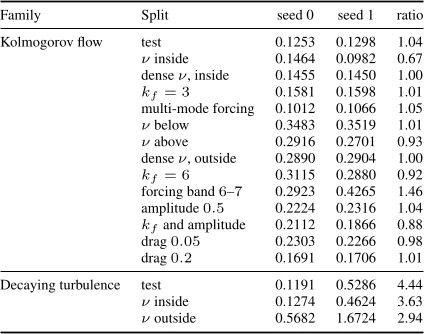 Family Split seed 0 seed 1 ratio
Kolmogorov flow test 0.1253 0.1298 1.04
ν inside 0.1464 0.0982 0.67
dense ν, inside 0.1455 0.1450 1.00
k_f = 3 0.1581 0.1598 1.01
multi-mode forcing 0.1012 0.1066 1.05
ν below 0.3483 0.3519 1.01
ν above 0.2916 0.2701 0.93
dense ν, outside 0.2890 0.2904 1.00
k_f = 6 0.3115 0.2880 0.92
forcing band 6–7 0.2923 0.4265 1.46
amplitude 0.5 0.2224 0.2316 1.04
k_f and amplitude 0.2112 0.1866 0.88
drag 0.05 0.2303 0.2266 0.98
drag 0.2 0.1691 0.1706 1.01
Decaying turbulence test 0.1191 0.5286 4.44
ν inside 0.1274 0.4624 3.63
ν outside 0.5682 1.6724 2.94